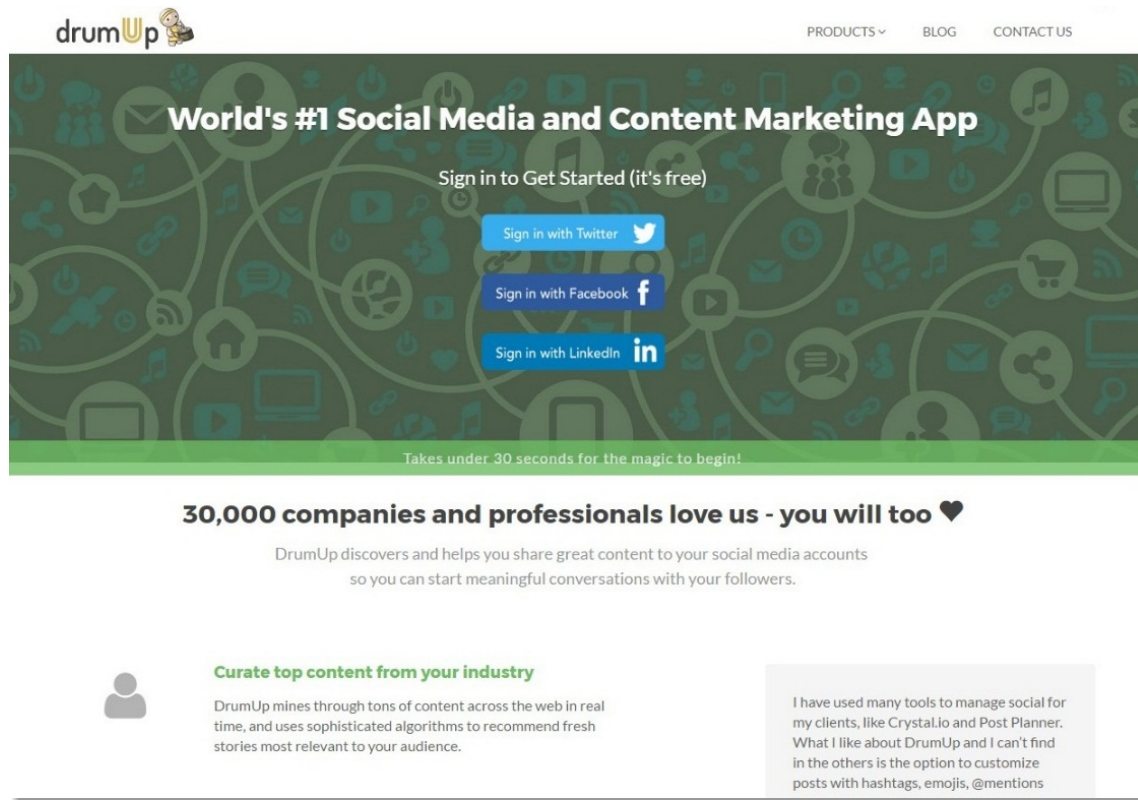 drumUp
PRODUCTS
BLOG
CONTACT US
World's #1 Social Media and Content Marketing App
Sign in to Get Started (it's free)
Sign in with Twitter
Sign in with Facebook f
Sign in with LinkedIn in
Takes under 30 seconds for the magic to begin!
30,000 companies and professionals love us - you will too ♥
DrumUp discovers and helps you share great content to your social media accounts
so you can start meaningful conversations with your followers.
Curate top content from your industry
DrumUp mines through tons of content across the web in real
time, and uses sophisticated algorithms to recommend fresh
stories most relevant to your audience.
I have used many tools to manage social for
my clients, like Crystal.io and Post Planner.
What I like about DrumUp and I can't find
in the others is the option to customize
posts with hashtags, emojis, @mentions